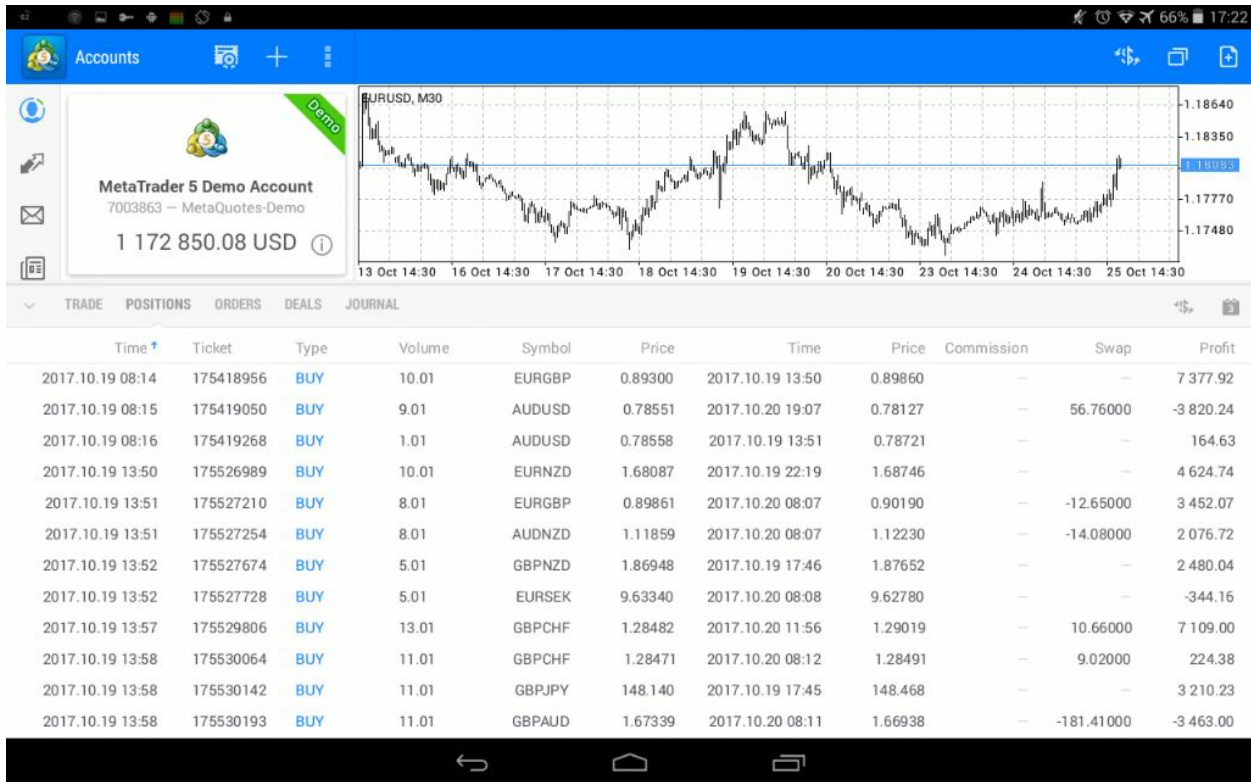 62 66% 17:22
Accounts
EURUSD, M30
Demo
MetaTrader 5 Demo Account
7003863 — MetaQuotes-Demo
1 172 850.08 USD
1.18640
1.18350
1.18083
1.17770
1.17480
13 Oct 14:30 16 Oct 14:30 17 Oct 14:30 18 Oct 14:30 19 Oct 14:30 20 Oct 14:30 23 Oct 14:30 24 Oct 14:30 25 Oct 14:30
TRADE POSITIONS ORDERS DEALS JOURNAL
Time Ticket Type Volume Symbol Price Time Price Commission Swap Profit
2017.10.19 08:14 175418956 BUY 10.01 EURGBP 0.89300 2017.10.19 13:50 0.89860 — — 7 377.92
2017.10.19 08:15 175419050 BUY 9.01 AUDUSD 0.78551 2017.10.20 19:07 0.78127 — 56.76000 -3 820.24
2017.10.19 08:16 175419268 BUY 1.01 AUDUSD 0.78558 2017.10.19 13:51 0.78721 — — 164.63
2017.10.19 13:50 175526989 BUY 10.01 EURNZD 1.68087 2017.10.19 22:19 1.68746 — — 4 624.74
2017.10.19 13:51 175527210 BUY 8.01 EURGBP 0.89861 2017.10.20 08:07 0.90190 — -12.65000 3 452.07
2017.10.19 13:51 175527254 BUY 8.01 AUDNZD 1.11859 2017.10.20 08:07 1.12230 — -14.08000 2 076.72
2017.10.19 13:52 175527674 BUY 5.01 GBPNZD 1.86948 2017.10.19 17:46 1.87652 — — 2 480.04
2017.10.19 13:52 175527728 BUY 5.01 EURSEK 9.63340 2017.10.20 08:08 9.62780 — — -344.16
2017.10.19 13:57 175529806 BUY 13.01 GBPCHF 1.28482 2017.10.20 11:56 1.29019 — 10.66000 7 109.00
2017.10.19 13:58 175530064 BUY 11.01 GBPCHF 1.28471 2017.10.20 08:12 1.28491 — 9.02000 224.38
2017.10.19 13:58 175530142 BUY 11.01 GBPJPY 148.140 2017.10.19 17:45 148.468 — — 3 210.23
2017.10.19 13:58 175530193 BUY 11.01 GBPAUD 1.67339 2017.10.20 08:11 1.66938 — -181.41000 -3 463.00